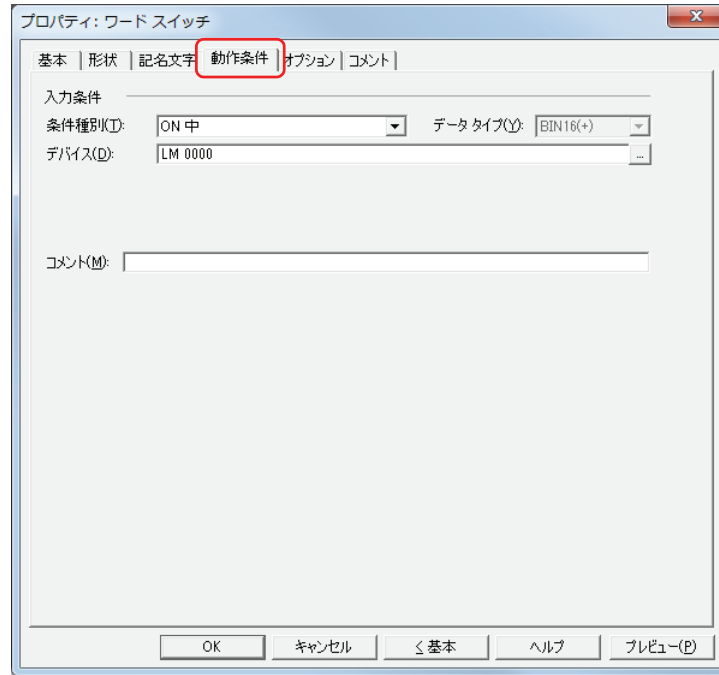 プロパティ: ワード スイッチ
基本 形状 記名文字 動作条件 オプション コメント
入力条件
条件種別(T): ON 中 データ タイプ(Y): BIN16(+)
デバイス(D): LM 0000 ...
コメント(M):
OK キャンセル < 基本 ヘルプ プレビュー(P)